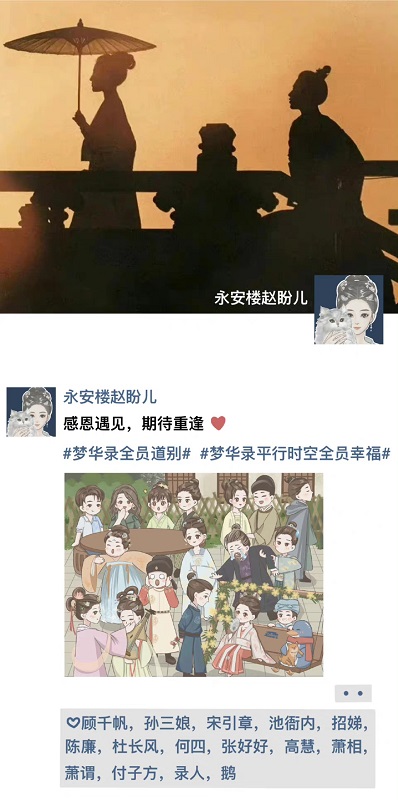 永安楼赵盼儿
永安楼赵盼儿
感恩遇见，期待重逢
#梦华录全员道别# #梦华录平行时空全员幸福#
顾千帆，孙三娘，宋引章，池衙内，招娣，
陈廉，杜长风，何四，张好好，高慧，萧相，
萧谓，付子方，录人，鹅